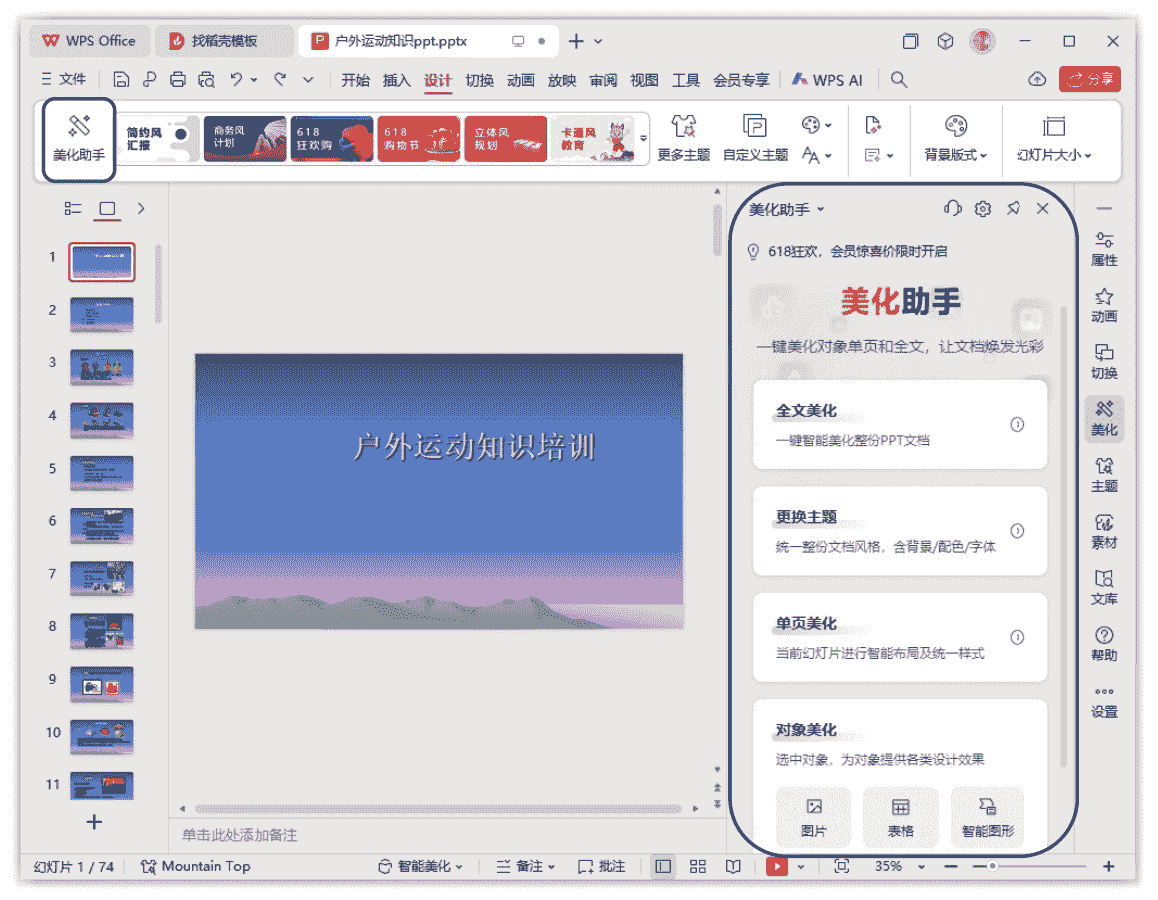 WPS Office 找稻壳模板 户外运动知识ppt.pptx
文件 开始 插入 设计 切换 动画 放映 审阅 视图 工具 会员专享 WPS AI 分享
美化助手
简约风
汇报
商务风
计划
618
狂欢购
618
购物节
立体风
规划
卡通风
教育
更多主题 自定义主题 背景版式 幻灯片大小
1
2
3
4
5
6
7
8
9
10
11
户外运动知识培训
单击此处添加备注
美化助手
618狂欢，会员惊喜价限时开启
美化助手
一键美化对象单页和全文，让文档焕发光彩
全文美化
一键智能美化整份PPT文档
更换主题
统一整份文档风格，含背景/配色/字体
单页美化
当前幻灯片进行智能布局及统一样式
对象美化
选中对象，为对象提供各类设计效果
图片 表格 智能图形
属性
动画
切换
美化
主题
素材
文库
帮助
设置
幻灯片 1 / 74 Mountain Top 智能美化 备注 批注 35%